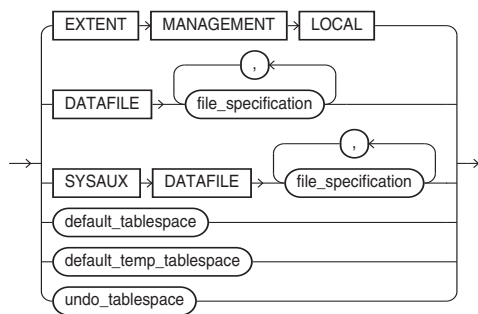 EXTENT MANAGEMENT LOCAL
,
DATAFILE file_specification
,
SYSAUX DATAFILE file_specification
default_tablespace
default_temp_tablespace
undo_tablespace